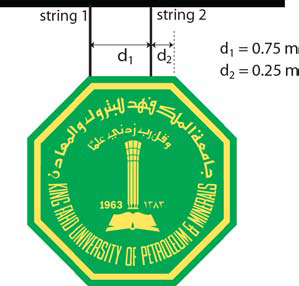 string 1
string 2
d₁
d₂
d₁ = 0.75 m
d₂ = 0.25 m
جامعة الملك فهد للبترول والمعادن
وقل رب زدني علما
1963 ١٣٨٣
KING FAHD UNIVERSITY OF PETROLEUM & MINERALS